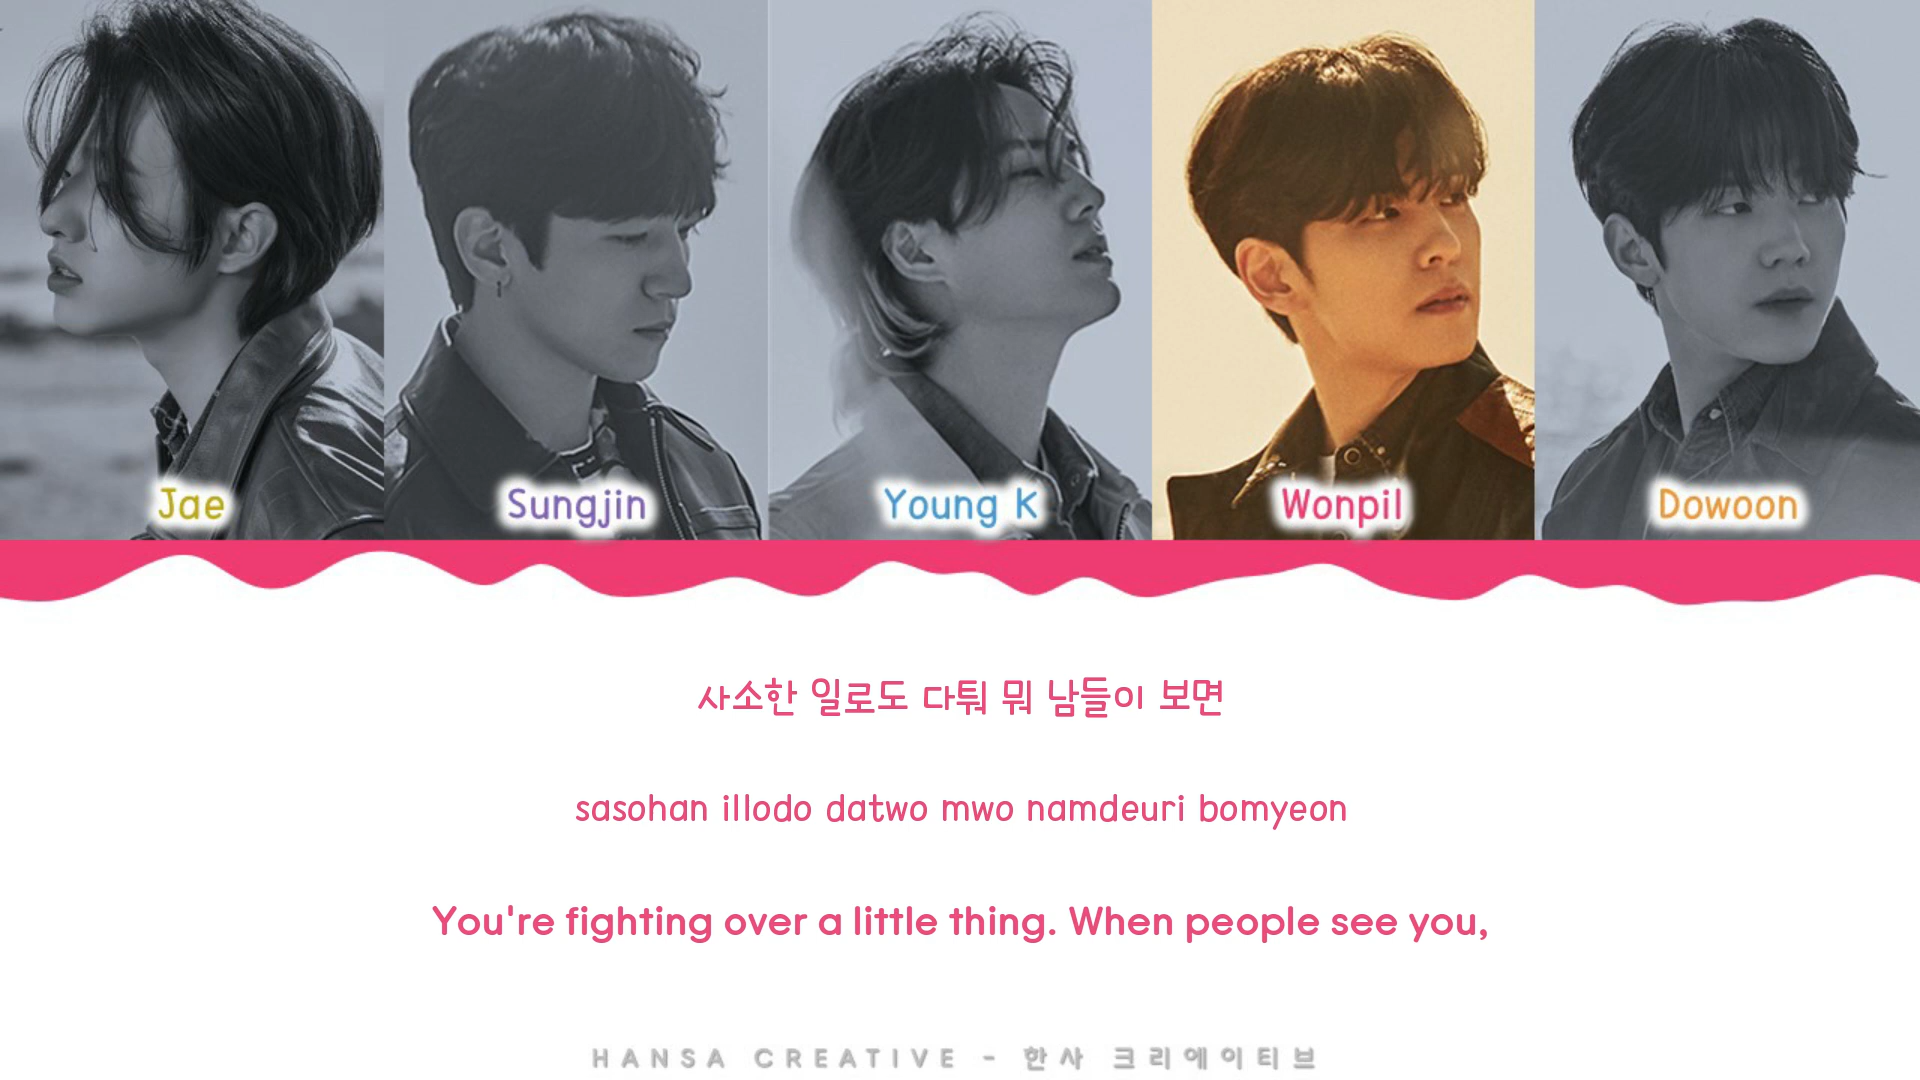 Jae Sungjin Young K Wonpil Dowoon
사소한 일로도 다퉈 뭐 남들이 보면
sasohan illodo datwo mwo namdeuri bomyeon
You're fighting over a little thing. When people see you,
HANSA CREATIVE - 한사 크리에이티브